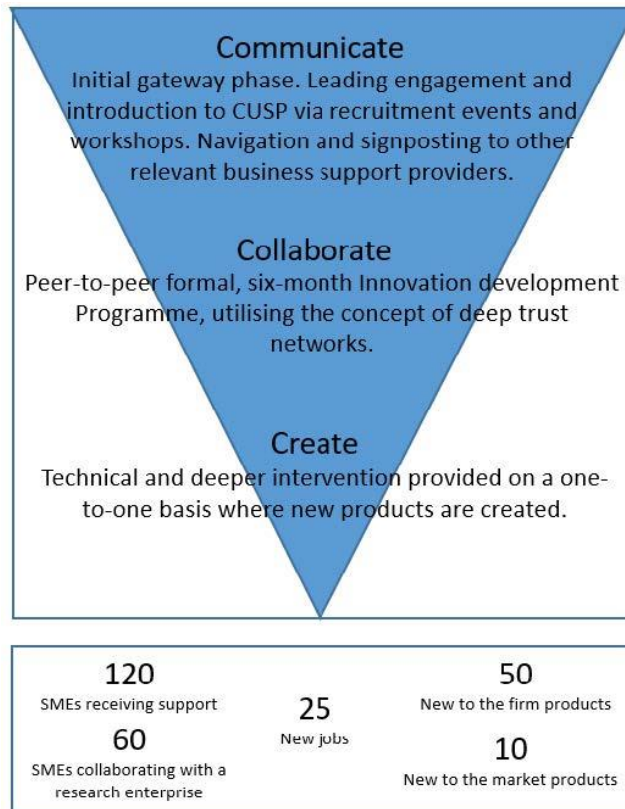 Communicate
Initial gateway phase. Leading engagement and
introduction to CUSP via recruitment events and
workshops. Navigation and signposting to other
relevant business support providers.
Collaborate
Peer-to-peer formal, six-month Innovation development
Programme, utilising the concept of deep trust
networks.
Create
Technical and deeper intervention provided on a one-
to-one basis where new products are created.
120
SMEs receiving support
60
SMEs collaborating with a
research enterprise
25
New jobs
50
New to the firm products
10
New to the market products